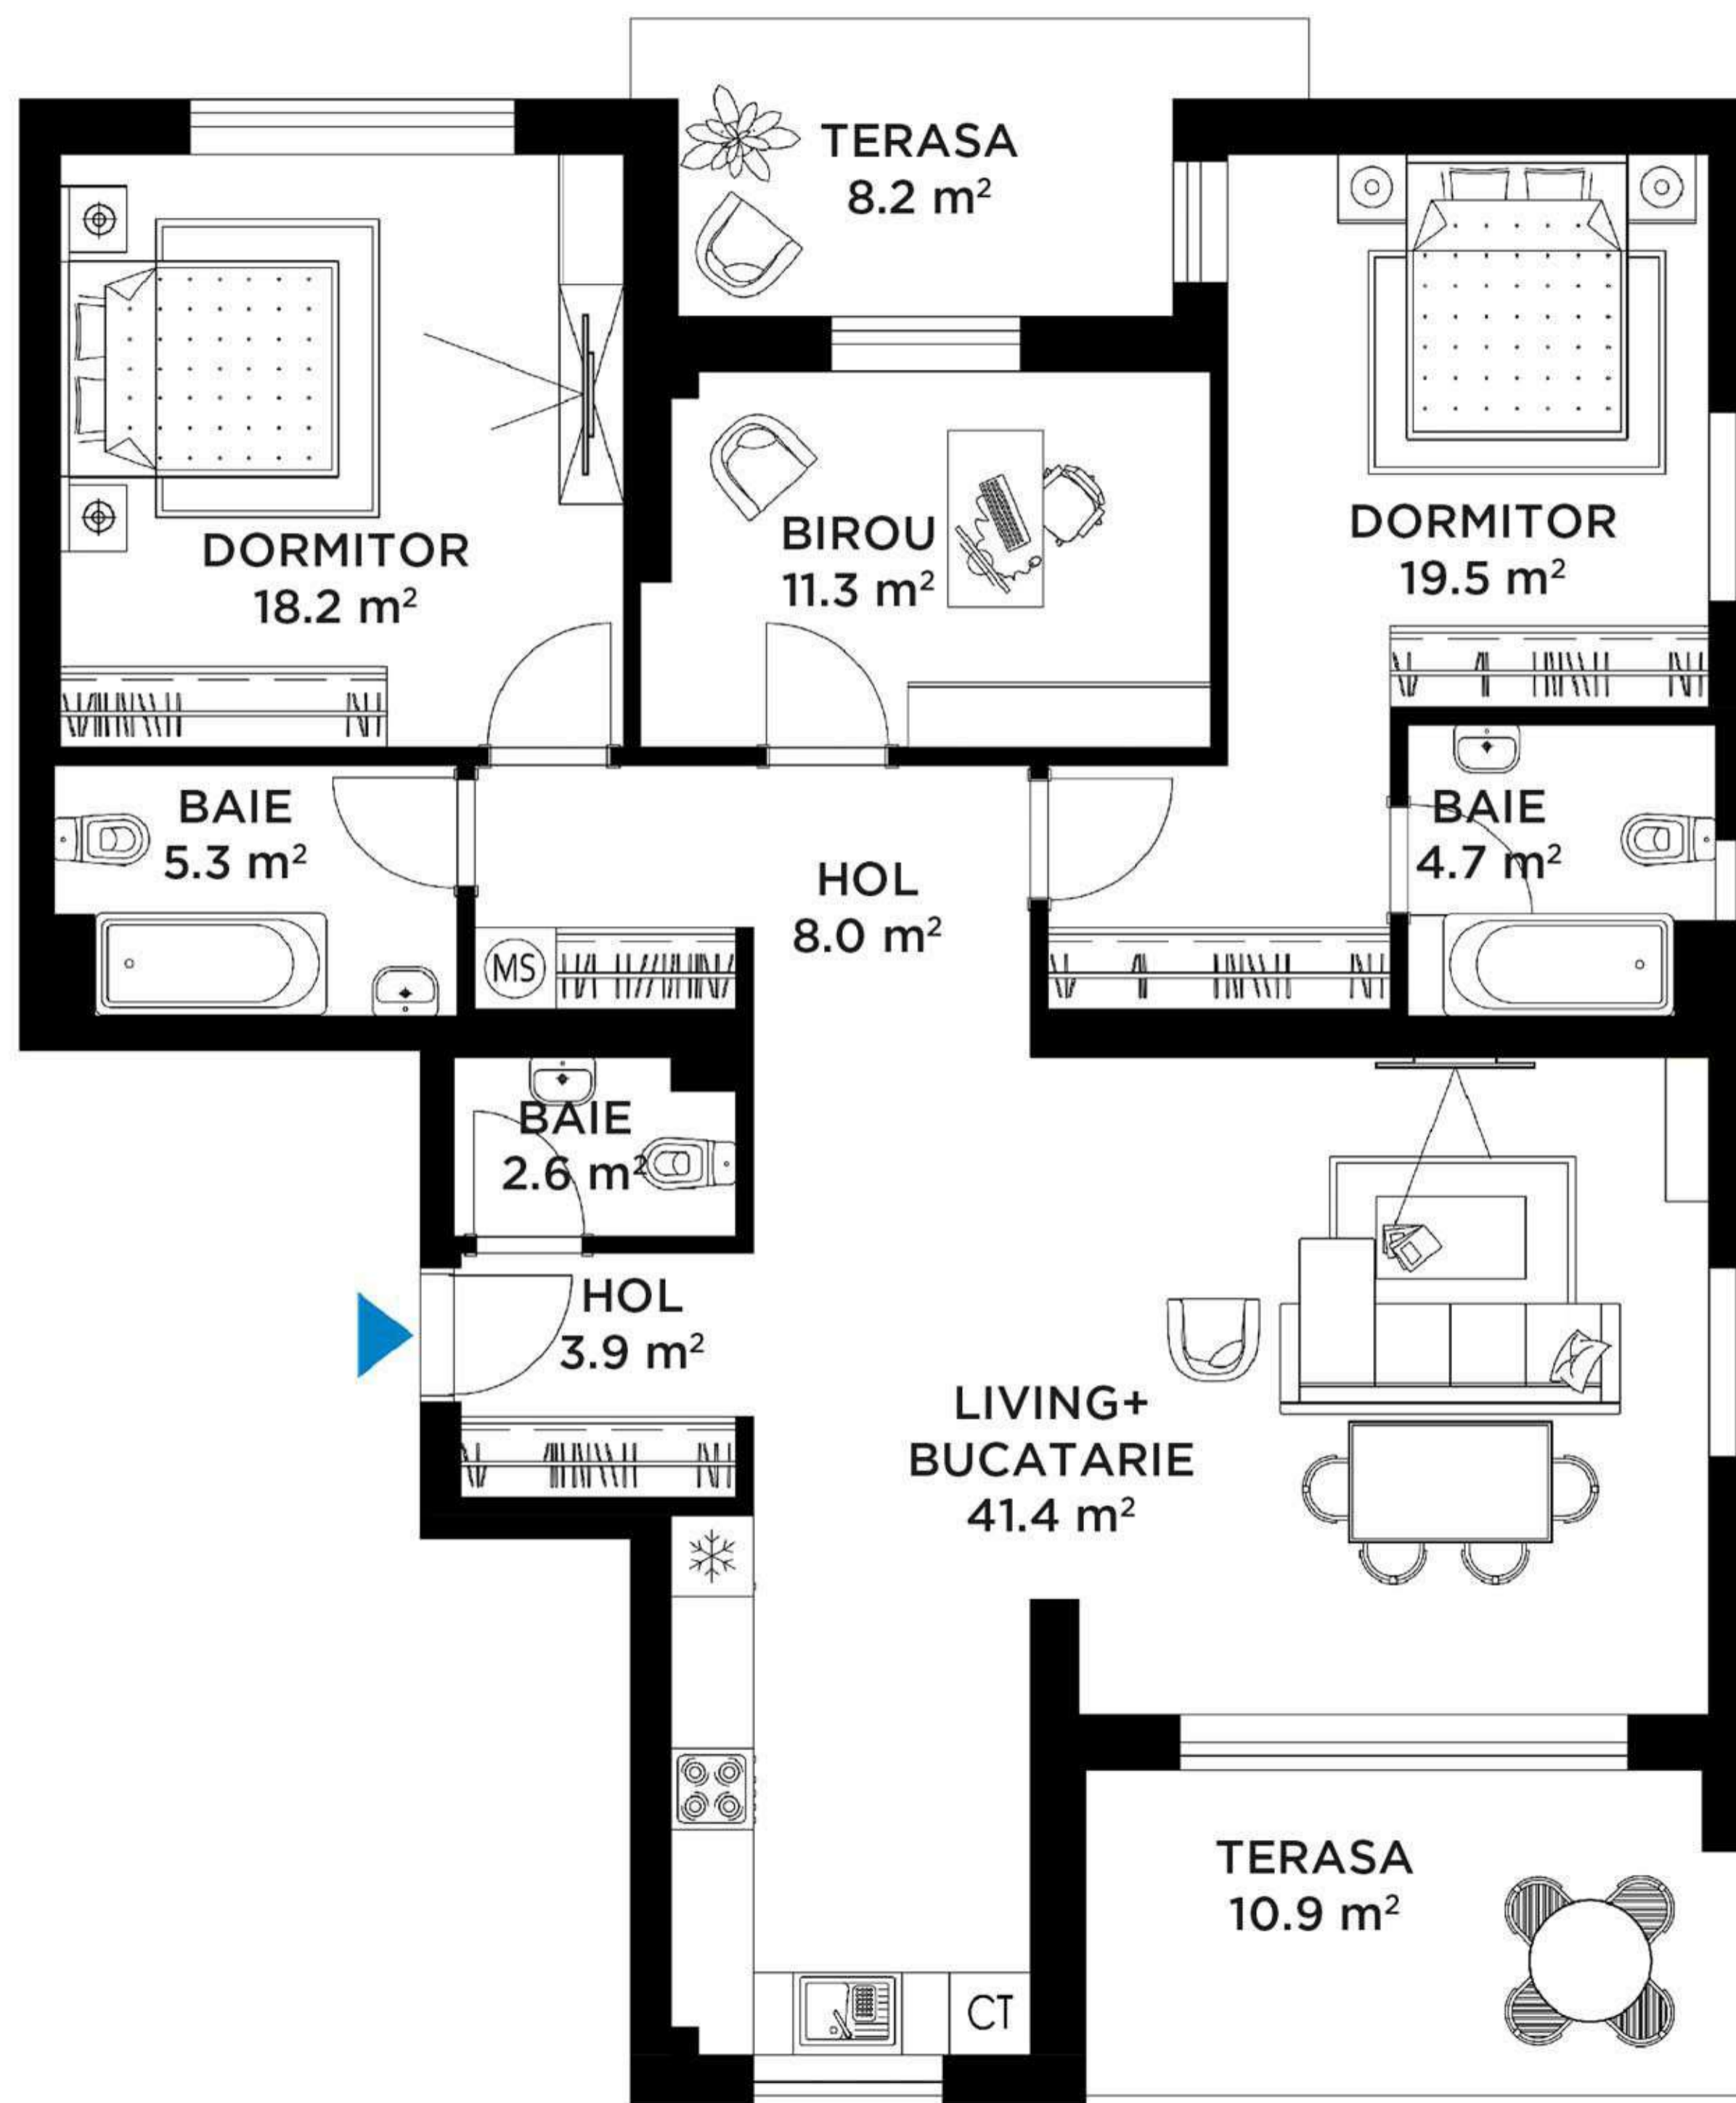 TERASA
8.2 m²
DORMITOR
18.2 m²
BIROU
11.3 m²
DORMITOR
19.5 m²
BAIE
5.3 m²
HOL
8.0 m²
BAIE
4.7 m²
MS
BAIE
2.6 m²
HOL
3.9 m²
LIVING+
BUCATARIE
41.4 m²
TERASA
10.9 m²
CT